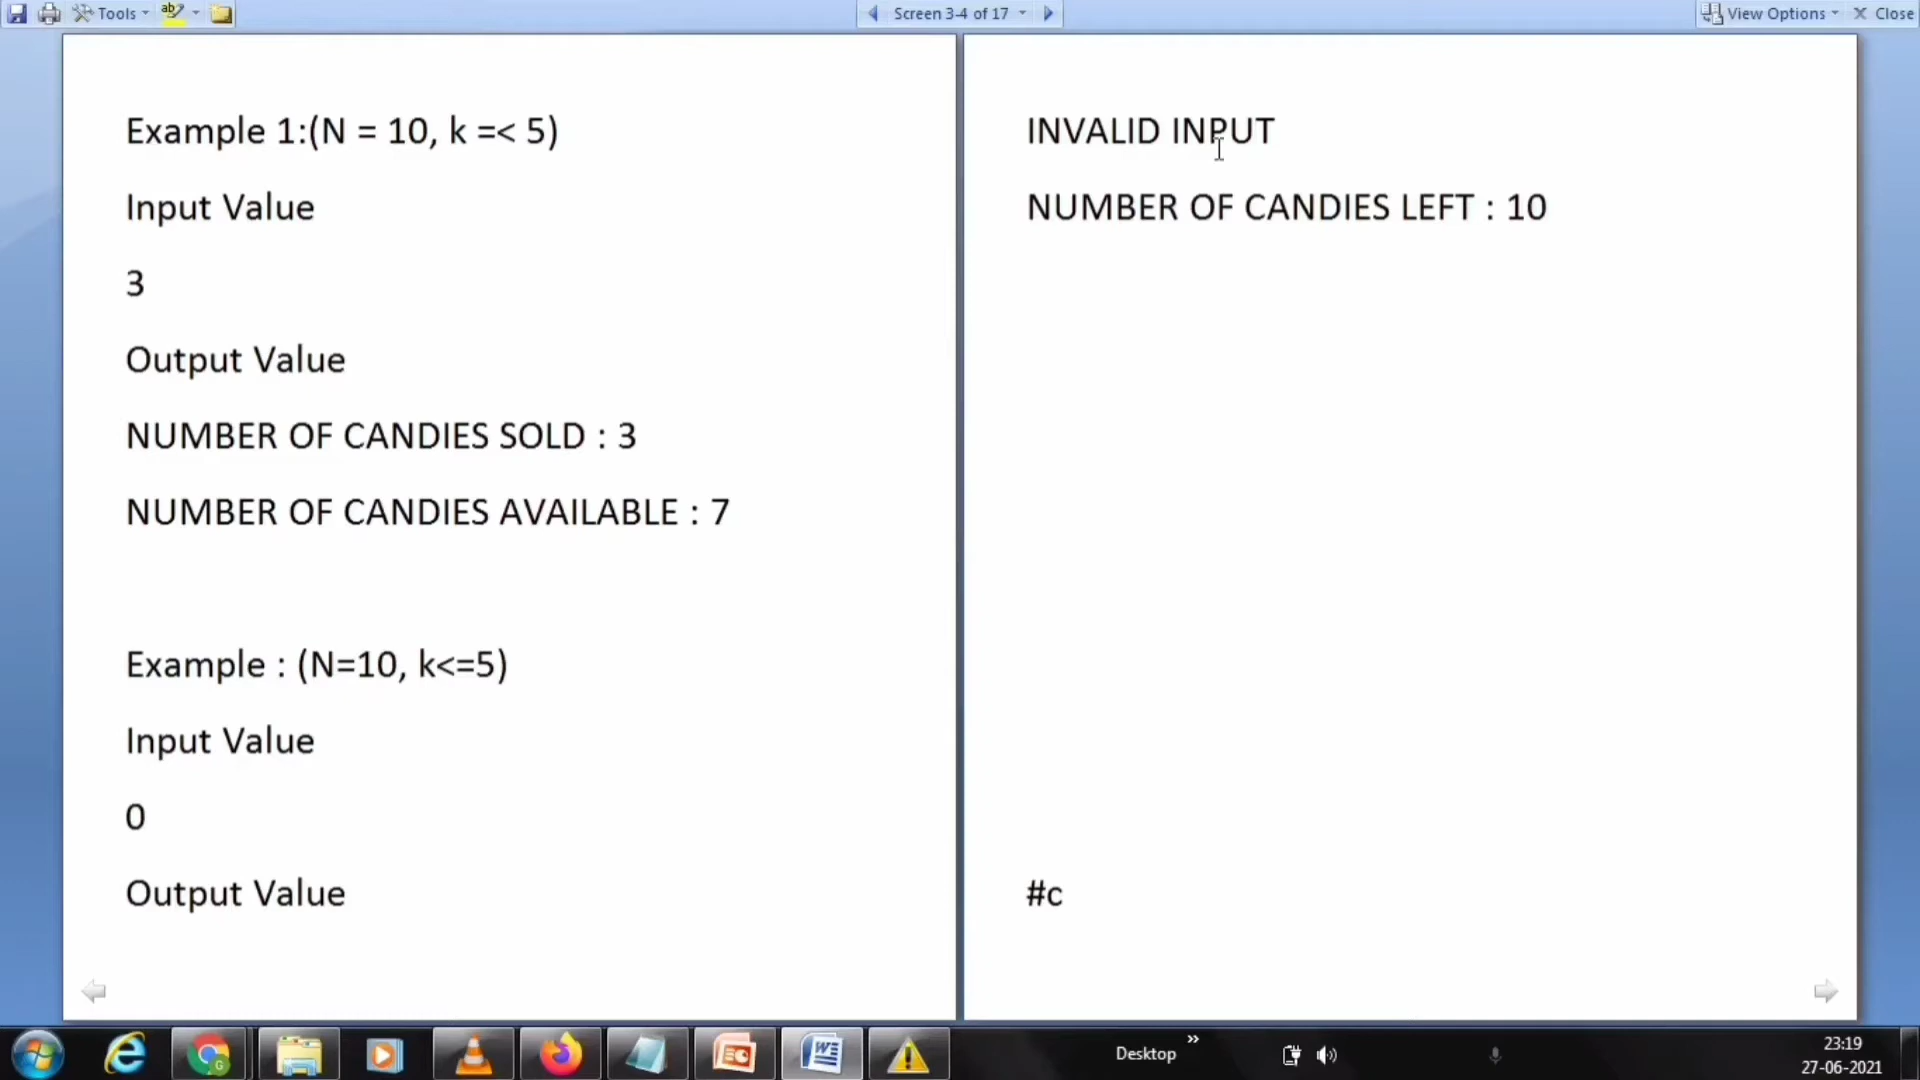 Tools
Screen 3-4 of 17
View Options
Close
Example 1:(N = 10, k =< 5)
Input Value
3
Output Value
NUMBER OF CANDIES SOLD : 3
NUMBER OF CANDIES AVAILABLE : 7
Example : (N=10, k<=5)
Input Value
0
Output Value
INVALID INPUT
NUMBER OF CANDIES LEFT : 10
#c
Desktop
23:19
27-06-2021